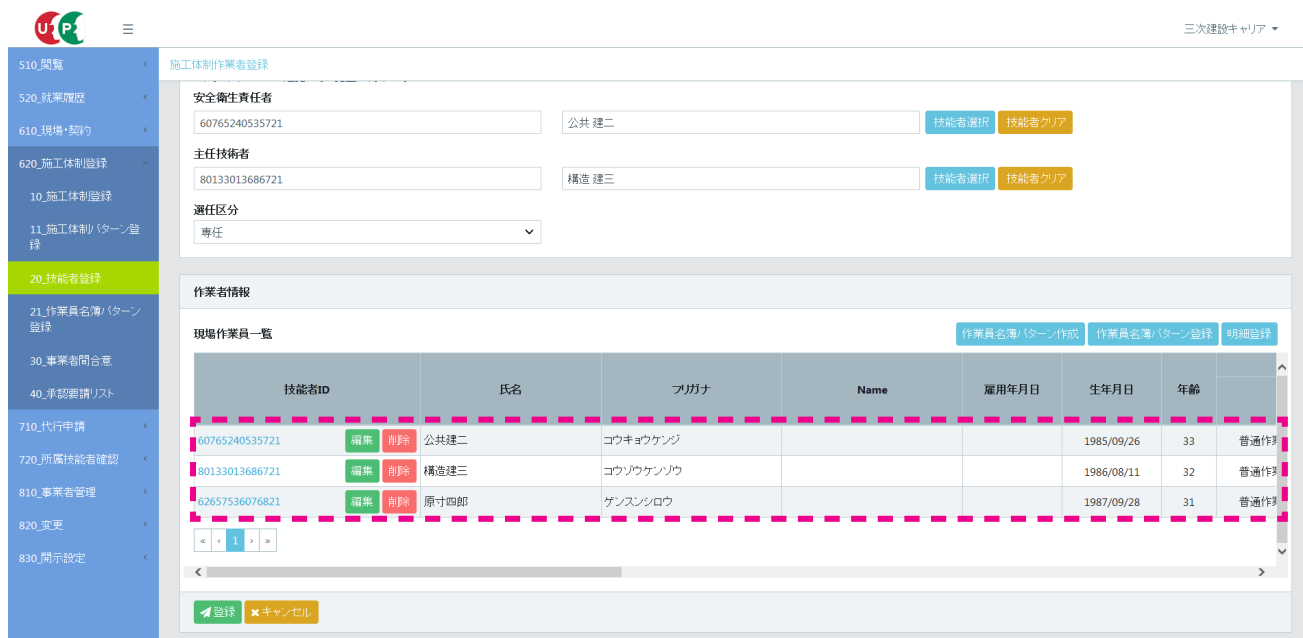 三次建設キャリア
510_閲覧
520_就業履歴
610_現場・契約
620_施工体制登録
10_施工体制登録
11_施工体制パターン登
録
20_技能者登録
21_作業員名簿パターン
登録
30_事業者間合意
40_承認要請リスト
710_代行申請
720_所属技能者確認
810_事業者管理
820_変更
830_開示設定
施工体制作業者登録
安全衛生責任者
60765240535721 公共 建二 技能者選択 技能者クリア
主任技術者
80133013686721 構造 建三 技能者選択 技能者クリア
選任区分
専任
作業者情報
現場作業員一覧 作業員名簿パターン作成 作業員名簿パターン登録 明細登録
技能者ID 氏名 フリガナ Name 雇用年月日 生年月日 年齢
60765240535721 編集 削除 公共建二 コウキョウケンジ 1985/09/26 33 普通作業
80133013686721 編集 削除 構造建三 コウゾウケンゾウ 1986/08/11 32 普通作業
62657536076821 編集 削除 原寸四郎 ゲンスンシロウ 1987/09/28 31 普通作業
« ‹ 1 › »
登録 キャンセル